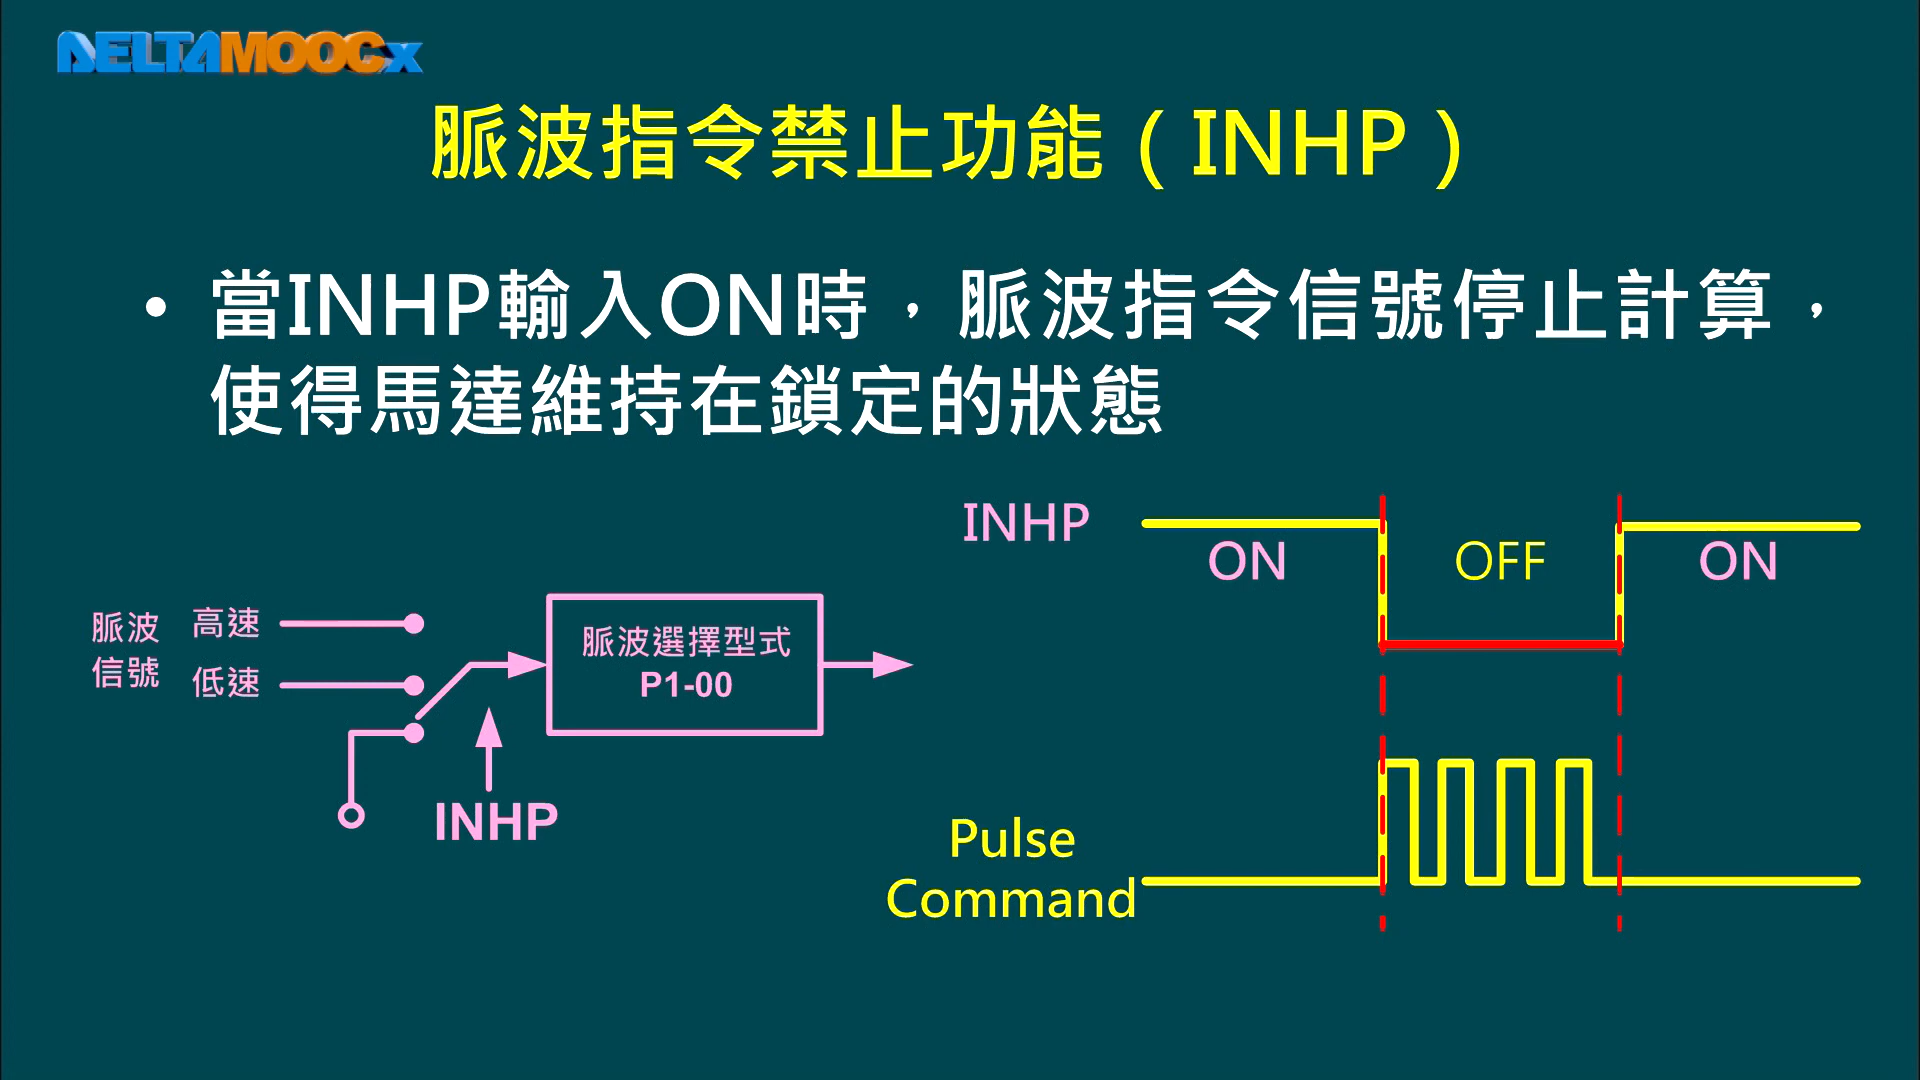 DELTAMOOCx
脈波指令禁止功能（INHP）
• 當INHP輸入ON時，脈波指令信號停止計算，
使得馬達維持在鎖定的狀態
INHP
ON
OFF
ON
脈波
信號
高速
低速
脈波選擇型式
P1-00
INHP
Pulse
Command